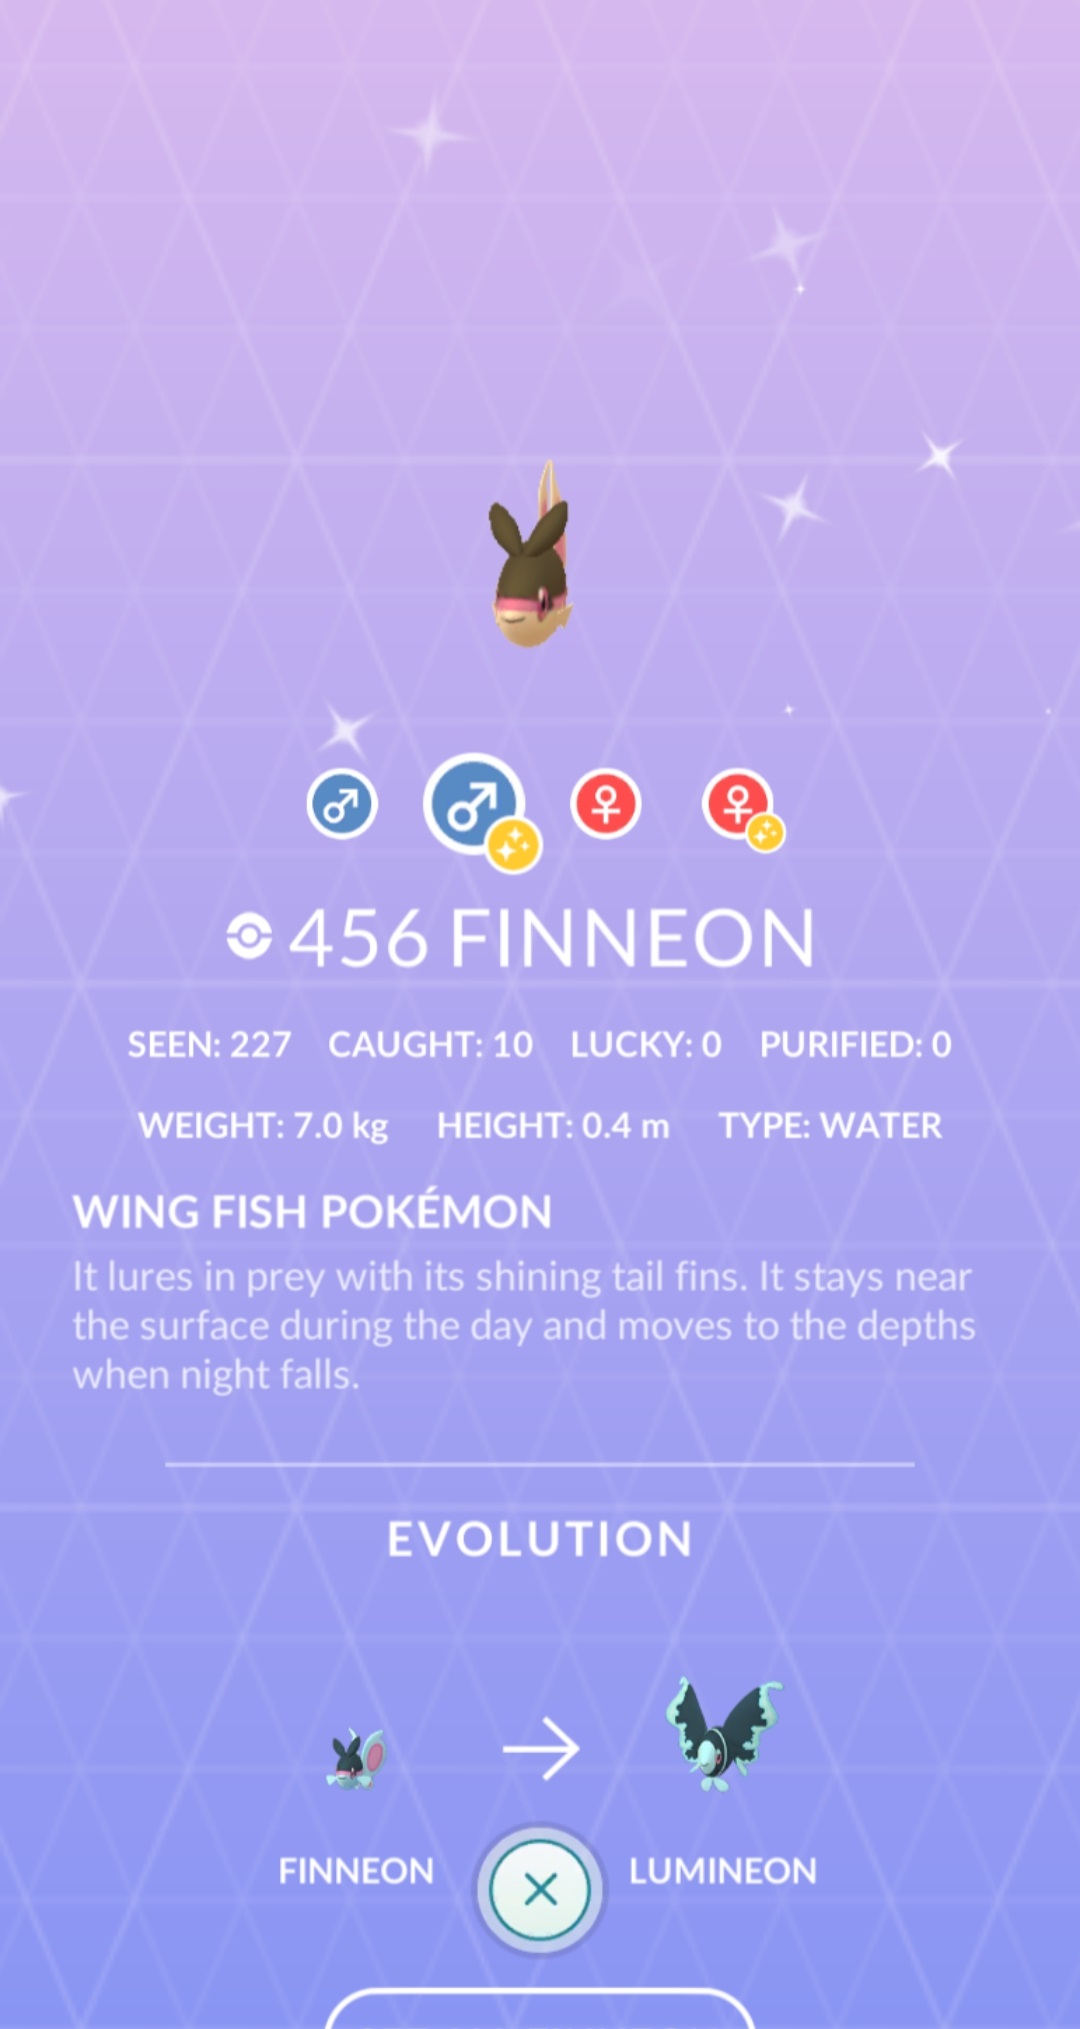 456 FINNEON
SEEN: 227 CAUGHT: 10 LUCKY: 0 PURIFIED: 0
WEIGHT: 7.0 kg HEIGHT: 0.4 m TYPE: WATER
WING FISH POKÉMON
It lures in prey with its shining tail fins. It stays near
the surface during the day and moves to the depths
when night falls.
EVOLUTION
FINNEON LUMINEON